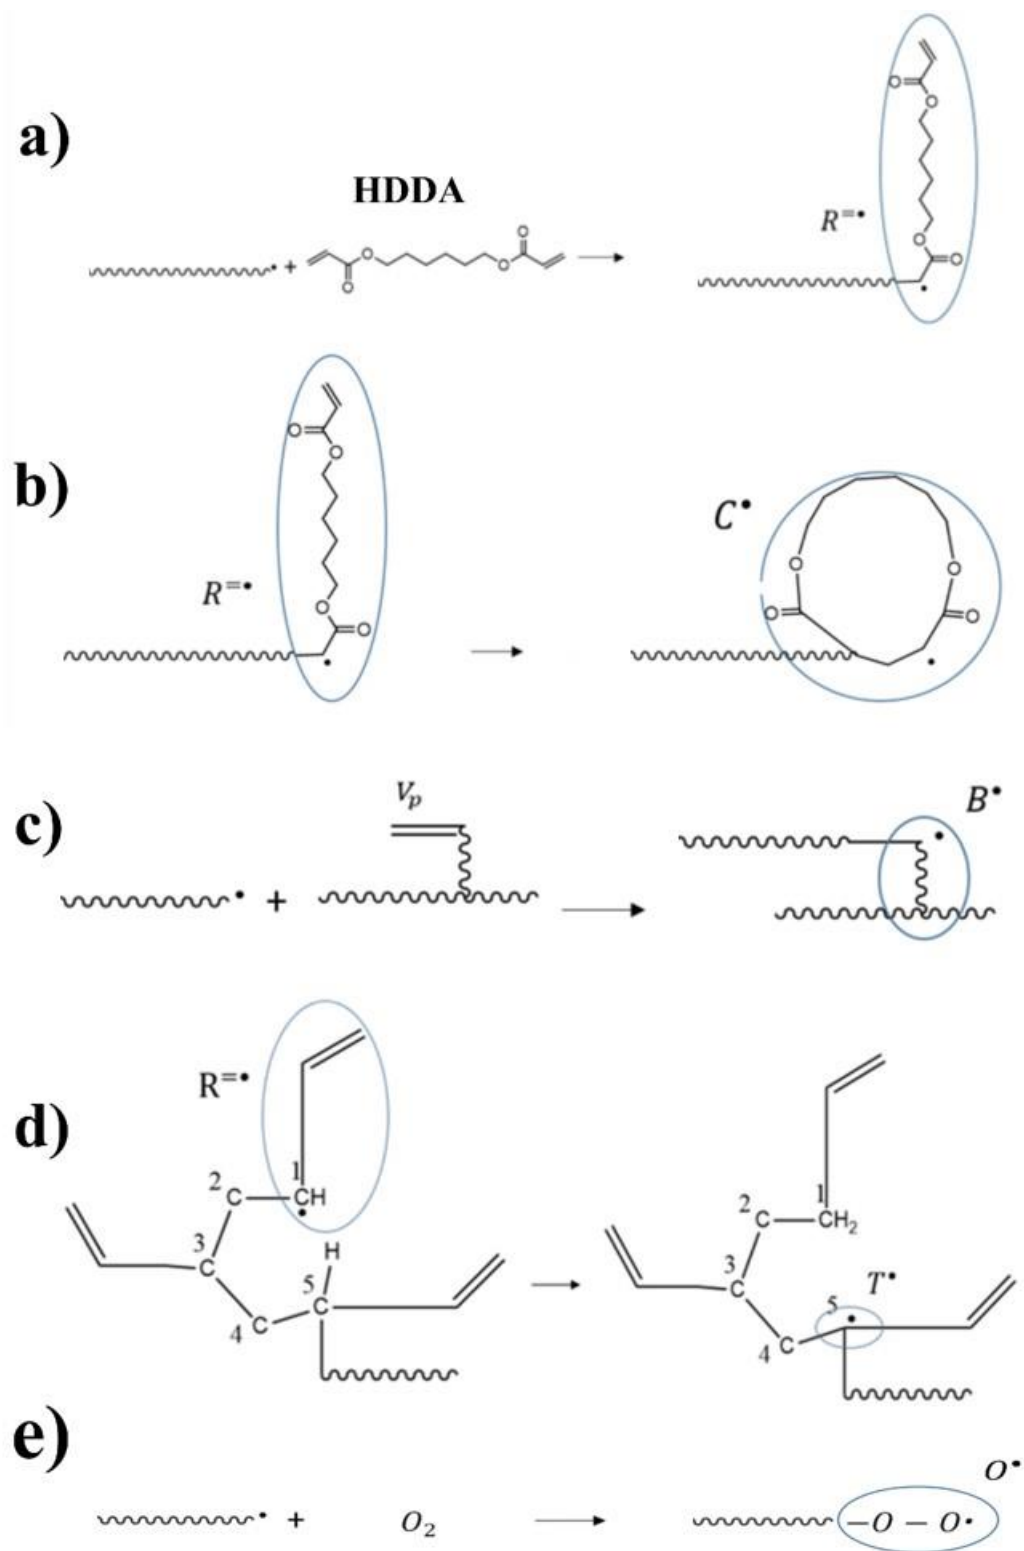 a)
HDDA
R=•
• +
O
O
O
O
O
O
O
O
•
b)
R=•
O
O
O
O
•
C•
O
O
O
O
•
c)
Vp
• +
B•
•
d)
R=•
1
2
C
CH
•
3
C
H
5
C
4
C
1
2
C
CH2
3
C
T•
5
•
4
C
e)
• + O2
O•
–O – O•